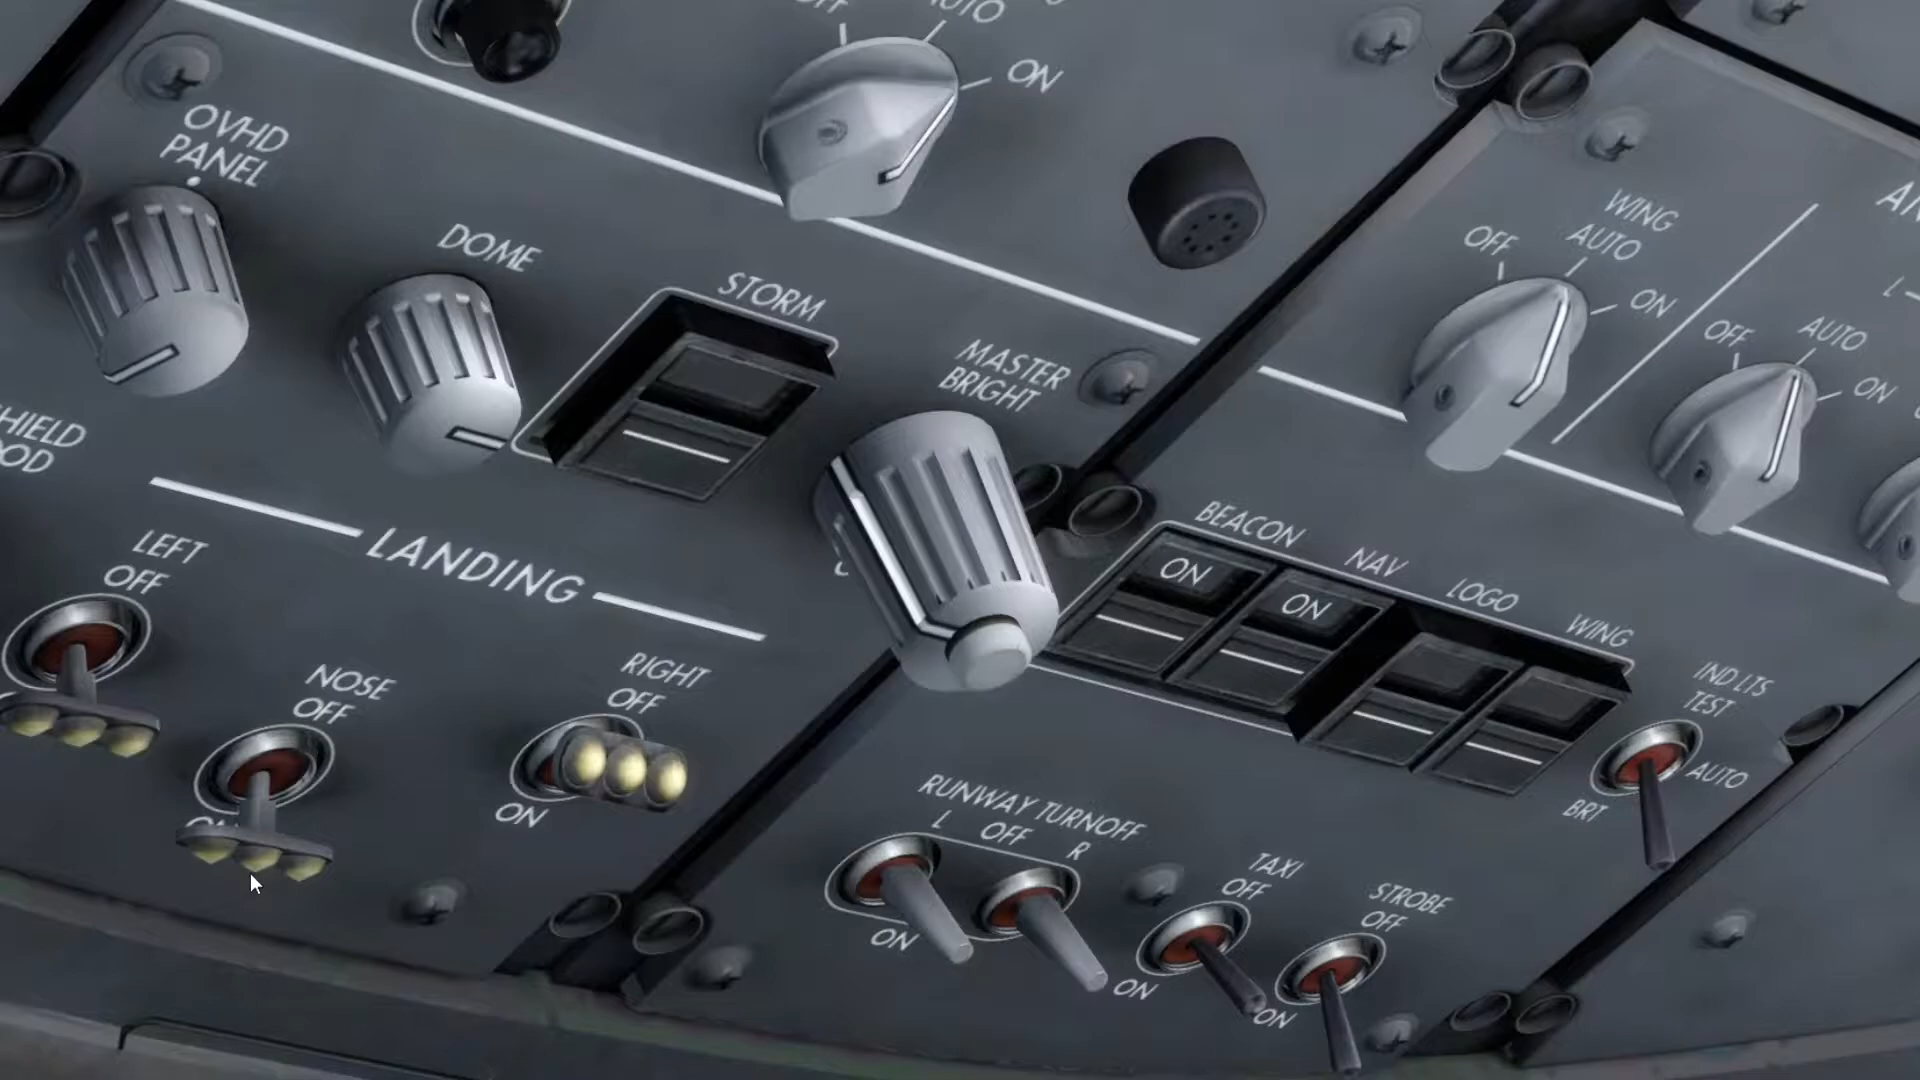 AUTO
ON
OVHD
PANEL
DOME
STORM
MASTER
BRIGHT
WING
OFF
AUTO
ON
OFF
AUTO
ON
LANDING
LEFT
OFF
NOSE
OFF
RIGHT
OFF
ON
BEACON
NAV
LOGO
WING
ON
ON
IND LTS
TEST
AUTO
BRT
RUNWAY TURNOFF
L OFF R
ON
TAXI
OFF
ON
STROBE
OFF
ON